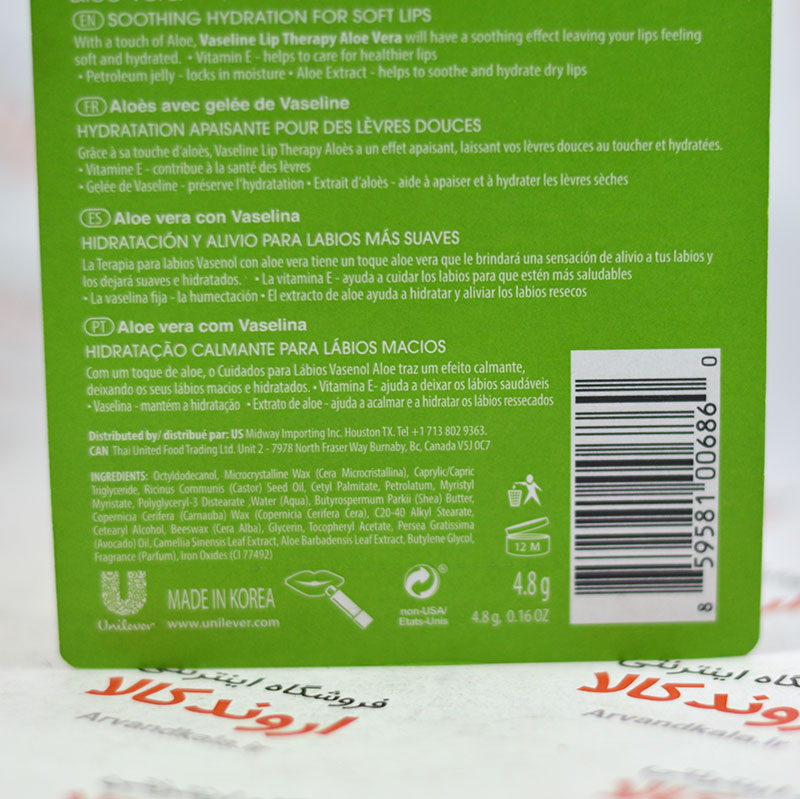 EN SOOTHING HYDRATION FOR SOFT LIPS
With a touch of Aloe, Vaseline Lip Therapy Aloe Vera will have a soothing effect leaving your lips feeling
soft and hydrated. • Vitamin E - helps to care for healthier lips
• Petroleum jelly - locks in moisture • Aloe Extract - helps to soothe and hydrate dry lips
FR Aloès avec gelée de Vaseline
HYDRATATION APAISANTE POUR DES LÈVRES DOUCES
Grâce à sa touche d'aloès, Vaseline Lip Therapy Aloès a un effet apaisant, laissant vos lèvres douces au toucher et hydratées.
• Vitamine E - contribue à la santé des lèvres
• Gelée de Vaseline - préserve l'hydratation • Extrait d'aloès - aide à apaiser et à hydrater les lèvres sèches
ES Aloe vera con Vaselina
HIDRATACIÓN Y ALIVIO PARA LABIOS MÁS SUAVES
La Terapia para labios Vasenol con aloe vera tiene un toque aloe vera que le brindará una sensación de alivio a tus labios y
los dejará suaves e hidratados. • La vitamina E - ayuda a cuidar los labios para que estén más saludables
• La vaselina fija - la humectación • El extracto de aloe ayuda a hidratar y aliviar los labios resecos
PT Aloe vera com Vaselina
HIDRATAÇÃO CALMANTE PARA LÁBIOS MACIOS
Com um toque de aloe, o Cuidados para Lábios Vasenol Aloe traz um efeito calmante,
deixando os seus lábios macios e hidratados. • Vitamina E- ajuda a deixar os lábios saudáveis
• Vaselina - mantém a hidratação • Extrato de aloe - ajuda a acalmar e a hidratar os lábios ressecados
Distributed by/ distribué par: US Midway Importing Inc. Houston TX. Tel +1 713 802 9363.
CAN Thai United Food Trading Ltd. Unit 2 - 7978 North Fraser Way Burnaby, Bc, Canada V5J 0C7
INGREDIENTS: Octyldodecanol, Microcrystalline Wax (Cera Microcristallina), Caprylic/Capric
Triglyceride, Ricinus Communis (Castor) Seed Oil, Cetyl Palmitate, Petrolatum, Myristyl
Myristate, Polyglyceryl-3 Distearate ,Water (Aqua), Butyrospermum Parkii (Shea) Butter,
Copernicia Cerifera (Carnauba) Wax (Copernicia Cerifera Cera), C20-40 Alkyl Stearate,
Cetearyl Alcohol, Beeswax (Cera Alba), Glycerin, Tocopheryl Acetate, Persea Gratissima
(Avocado) Oil, Camellia Sinensis Leaf Extract, Aloe Barbadensis Leaf Extract, Butylene Glycol,
Fragrance (Parfum), Iron Oxides (CI 77492)
12 M
8 59581 00686 0
Unilever
MADE IN KOREA
www.unilever.com
non-USA/
Etats-Unis
4.8 g
4.8 g. 0.16 OZ
فروشگاه اینترنتی
اروند کالا
Arvandkala.ir
اینترنتی
اروند کالا
Arvandkala.ir